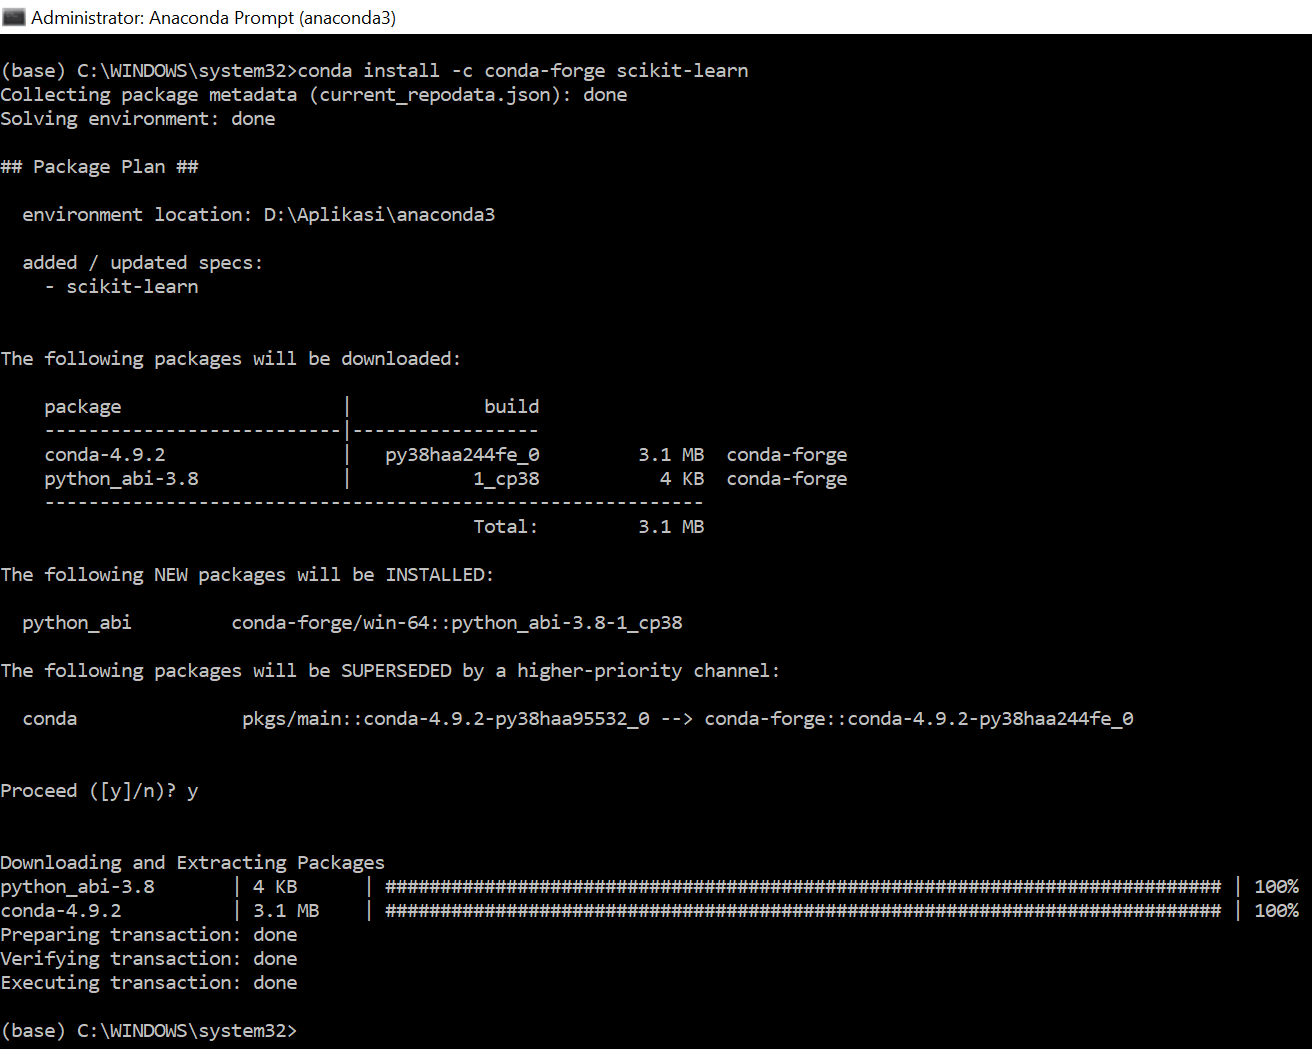 Administrator: Anaconda Prompt (anaconda3)
(base) C:\WINDOWS\system32>conda install -c conda-forge scikit-learn
Collecting package metadata (current_repodata.json): done
Solving environment: done
## Package Plan ##
  environment location: D:\Aplikasi\anaconda3
  added / updated specs:
    - scikit-learn
The following packages will be downloaded:
    package                    |            build
    ---------------------------|-----------------
    conda-4.9.2                |   py38haa244fe_0         3.1 MB  conda-forge
    python_abi-3.8             |           1_cp38           4 KB  conda-forge
    ------------------------------------------------------------
                                           Total:         3.1 MB
The following NEW packages will be INSTALLED:
  python_abi         conda-forge/win-64::python_abi-3.8-1_cp38
The following packages will be SUPERSEDED by a higher-priority channel:
  conda               pkgs/main::conda-4.9.2-py38haa95532_0 --> conda-forge::conda-4.9.2-py38haa244fe_0
Proceed ([y]/n)? y
Downloading and Extracting Packages
python_abi-3.8       | 4 KB      | ############################################################################ | 100%
conda-4.9.2          | 3.1 MB    | ############################################################################ | 100%
Preparing transaction: done
Verifying transaction: done
Executing transaction: done
(base) C:\WINDOWS\system32>